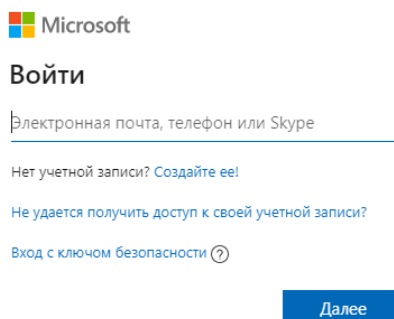 Microsoft
Войти
Электронная почта, телефон или Skype
Нет учетной записи? Создайте ее!
Не удается получить доступ к своей учетной записи?
Вход с ключом безопасности ?
Далее